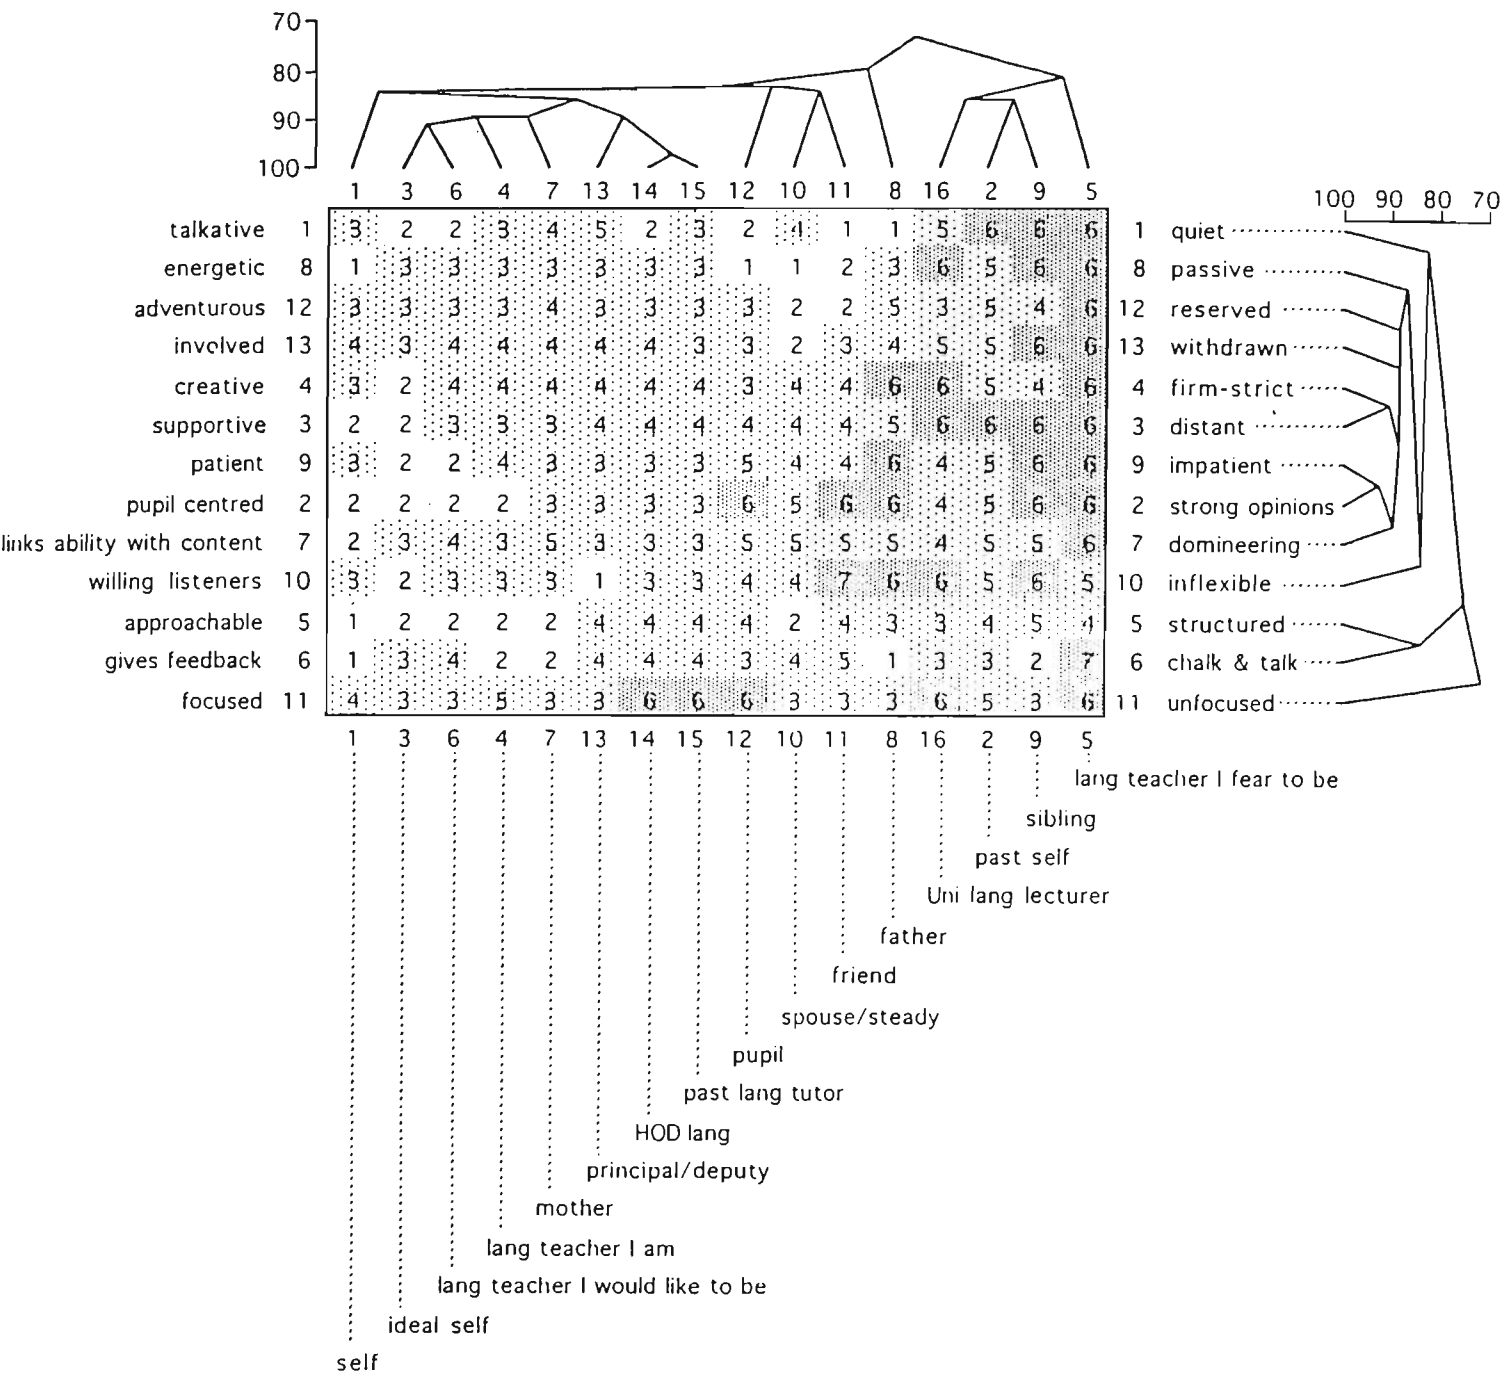 70
80
90
100
1 3 6 4 7 13 14 15 12 10 11 8 16 2 9 5
100 90 80 70
talkative 1 3 2 2 3 4 5 2 3 2 4 1 1 5 6 6 6 1 quiet
energetic 8 1 3 3 3 3 3 3 3 1 1 2 3 6 5 6 6 8 passive
adventurous 12 3 3 3 3 4 3 3 3 3 2 2 5 3 5 4 6 12 reserved
involved 13 4 3 4 4 4 4 4 3 3 2 3 4 5 5 6 6 13 withdrawn
creative 4 3 2 4 4 4 4 4 4 3 4 4 6 6 5 4 6 4 firm-strict
supportive 3 2 2 3 3 3 4 4 4 4 4 4 5 6 6 6 6 3 distant
patient 9 3 2 2 4 3 3 3 3 5 4 4 6 4 5 6 6 9 impatient
pupil centred 2 2 2 2 2 3 3 3 3 6 5 6 6 4 5 6 6 2 strong opinions
links ability with content 7 2 3 4 3 5 3 3 3 5 5 5 5 4 5 5 6 7 domineering
willing listeners 10 3 2 3 3 3 1 3 3 4 4 7 6 6 5 6 5 10 inflexible
approachable 5 1 2 2 2 2 4 4 4 4 2 4 3 3 4 5 4 5 structured
gives feedback 6 1 3 4 2 2 4 4 4 3 4 5 1 3 3 2 7 6 chalk & talk
focused 11 4 3 3 5 3 3 6 6 6 3 3 3 6 5 3 6 11 unfocused
1 3 6 4 7 13 14 15 12 10 11 8 16 2 9 5
lang teacher I fear to be
sibling
past self
Uni lang lecturer
father
friend
spouse/steady
pupil
past lang tutor
HOD lang
principal/deputy
mother
lang teacher I am
lang teacher I would like to be
ideal self
self